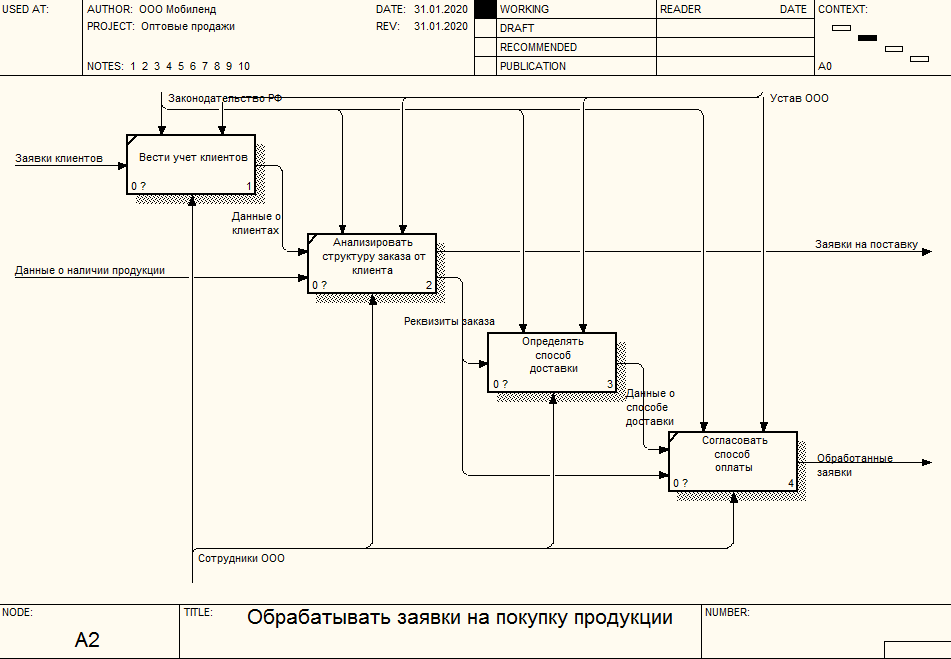 USED AT:
AUTHOR: ООО Мобиленд
DATE: 31.01.2020
PROJECT: Оптовые продажи
REV: 31.01.2020
NOTES: 1 2 3 4 5 6 7 8 9 10
WORKING
DRAFT
RECOMMENDED
PUBLICATION
READER
DATE
CONTEXT:
A0
Законодательство РФ
Устав ООО
Заявки клиентов
Вести учет клиентов
0 ?
1
Данные о
клиентах
Данные о наличии продукции
Анализировать
структуру заказа от
клиента
0 ?
2
Заявки на поставку
Реквизиты заказа
Определять
способ
доставки
0 ?
3
Данные о
способе
доставки
Согласовать
способ
оплаты
0 ?
4
Обработанные
заявки
Сотрудники ООО
NODE:
A2
TITLE:
Обрабатывать заявки на покупку продукции
NUMBER: